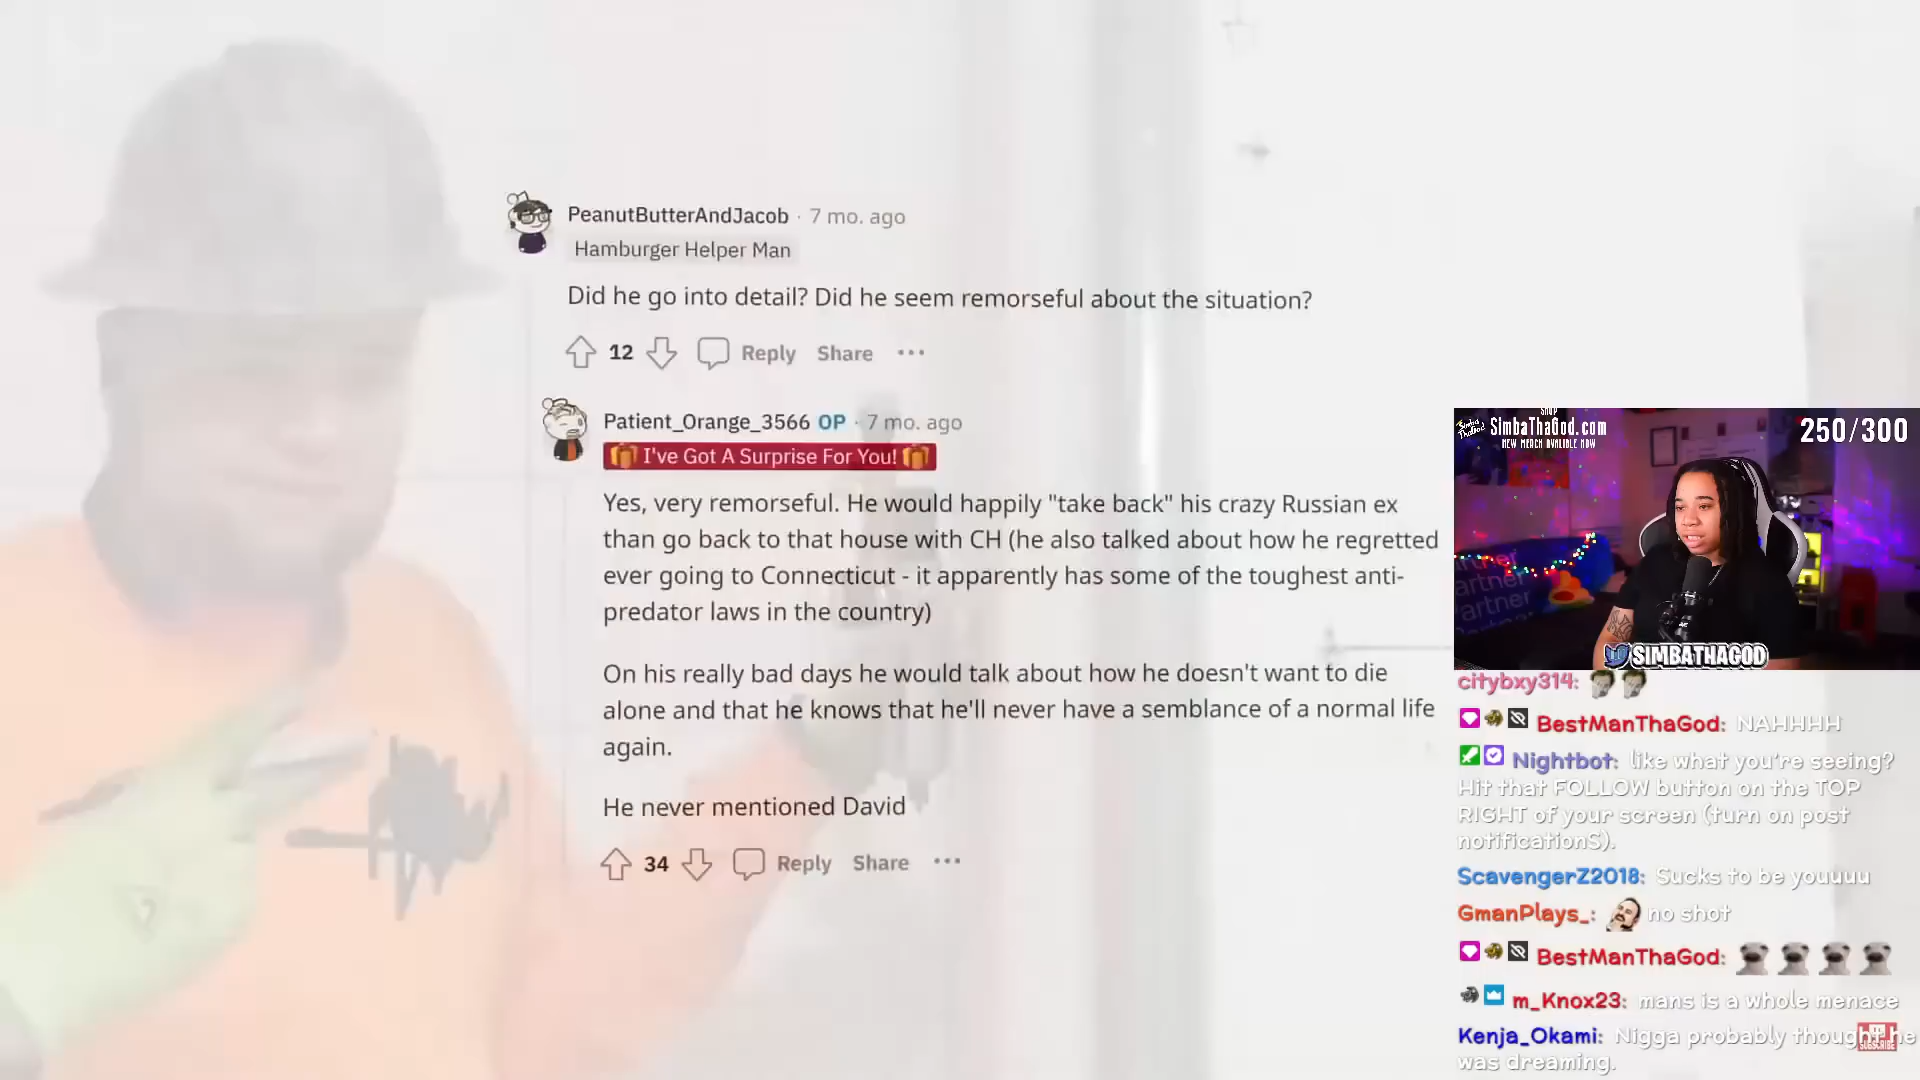 PeanutButterAndJacob · 7 mo. ago
Hamburger Helper Man
Did he go into detail? Did he seem remorseful about the situation?
12 Reply Share ···
Patient_Orange_3566 OP · 7 mo. ago
I've Got A Surprise For You!
Yes, very remorseful. He would happily "take back" his crazy Russian ex
than go back to that house with CH (he also talked about how he regretted
ever going to Connecticut - it apparently has some of the toughest anti-
predator laws in the country)
On his really bad days he would talk about how he doesn't want to die
alone and that he knows that he'll never have a semblance of a normal life
again.
He never mentioned David
34 Reply Share ···
SHOP
SimbaThaGod.com
NEW MERCH AVAILABLE NOW
250/300
Partner
Partner
Partner
SIMBATHAGOD
citybxy314:
BestManThaGod: NAHHHH
Nightbot: like what you're seeing?
Hit that FOLLOW button on the TOP
RIGHT of your screen (turn on post
notificationS).
ScavengerZ2018: Sucks to be youuuu
GmanPlays_: no shot
BestManThaGod:
m_Knox23: mans is a whole menace
Kenja_Okami: Nigga probably thought he
was dreaming.
SUBSCRIBE